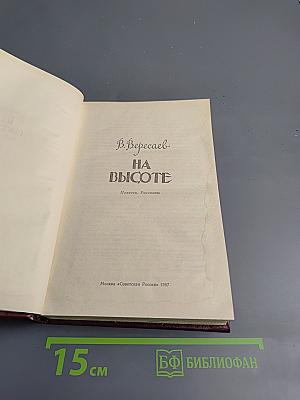 В. Вересаев
НА
ВЫСОТЕ
Повести. Рассказы
Москва «Советская Россия» 1987
15 см
БФ БИБЛИОФАН